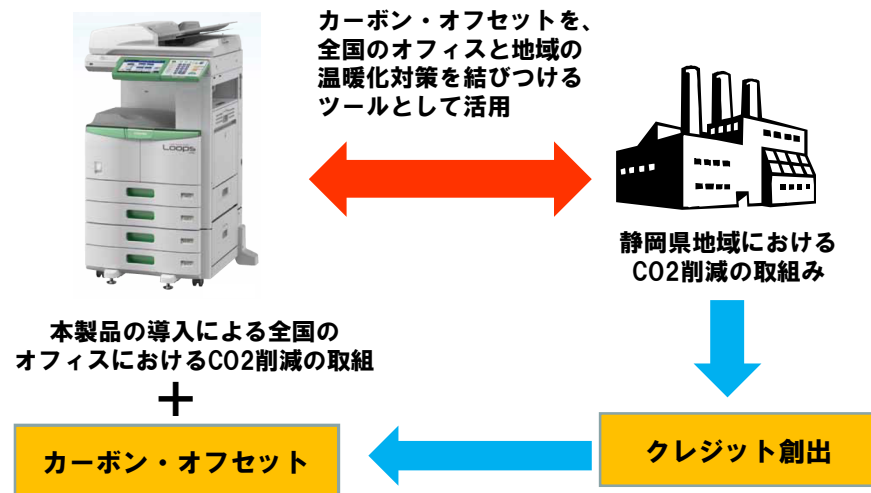 カーボン・オフセットを、
全国のオフィスと地域の
温暖化対策を結びつける
ツールとして活用
Loops
静岡県地域における
CO2削減の取組み
本製品の導入による全国の
オフィスにおけるCO2削減の取組
+
カーボン・オフセット
クレジット創出